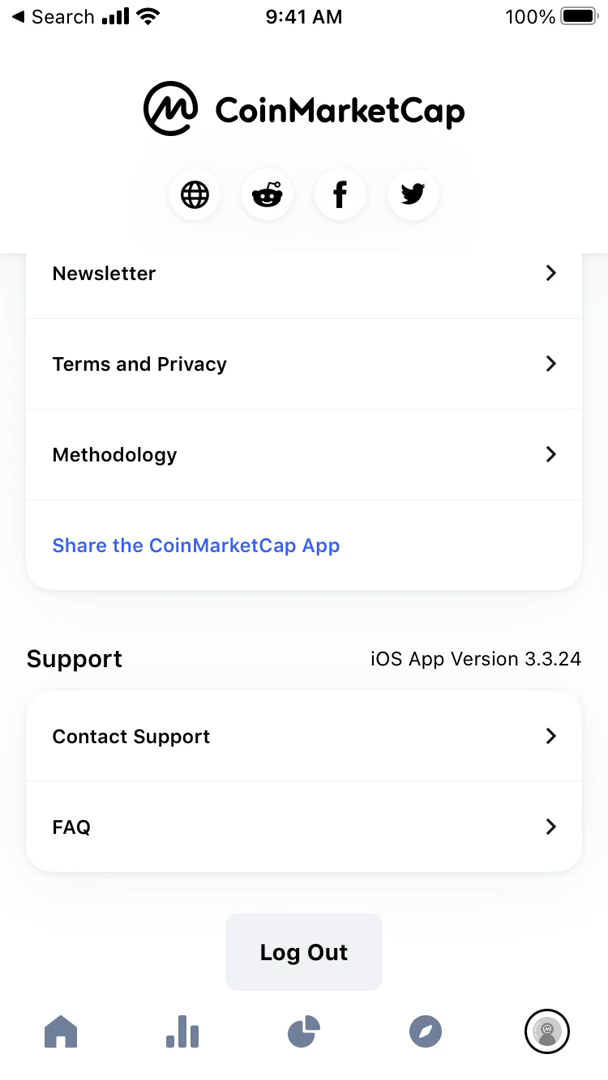 Search
9:41 AM
100%
CoinMarketCap
Newsletter
Terms and Privacy
Methodology
Share the CoinMarketCap App
Support
iOS App Version 3.3.24
Contact Support
FAQ
Log Out